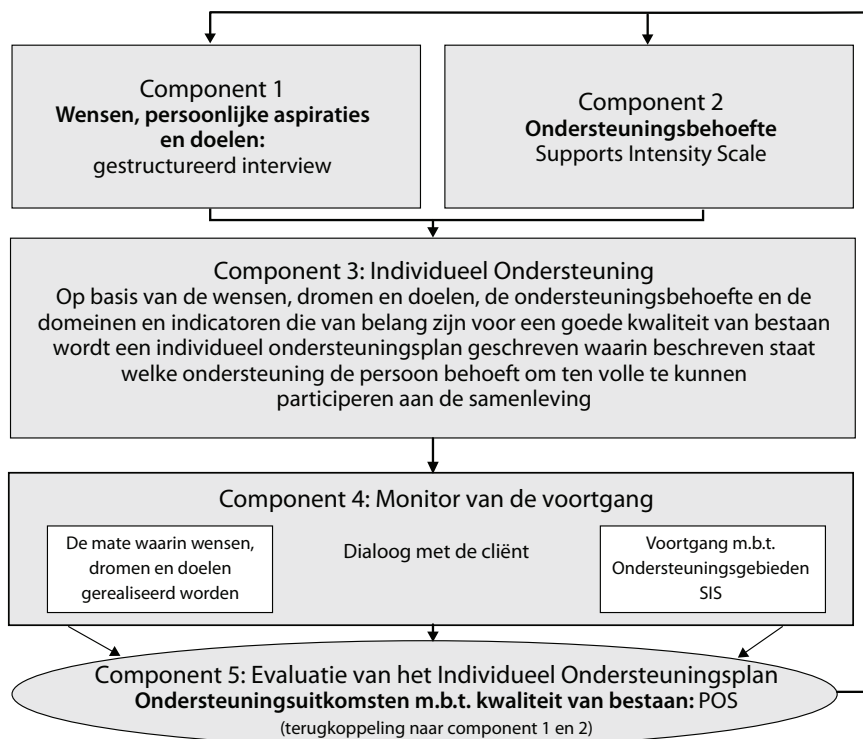 Component 1
Wensen, persoonlijke aspiraties
en doelen:
gestructureerd interview
Component 2
Ondersteuningsbehoefte
Supports Intensity Scale
Component 3: Individueel Ondersteuning
Op basis van de wensen, dromen en doelen, de ondersteuningsbehoefte en de
domeinen en indicatoren die van belang zijn voor een goede kwaliteit van bestaan
wordt een individueel ondersteuningsplan geschreven waarin beschreven staat
welke ondersteuning de persoon behoeft om ten volle te kunnen
participeren aan de samenleving
Component 4: Monitor van de voortgang
De mate waarin wensen,
dromen en doelen
gerealiseerd worden
Dialoog met de cliënt
Voortgang m.b.t.
Ondersteuningsgebieden
SIS
Component 5: Evaluatie van het Individueel Ondersteuningsplan
Ondersteuningsuitkomsten m.b.t. kwaliteit van bestaan: POS
(terugkoppeling naar component 1 en 2)